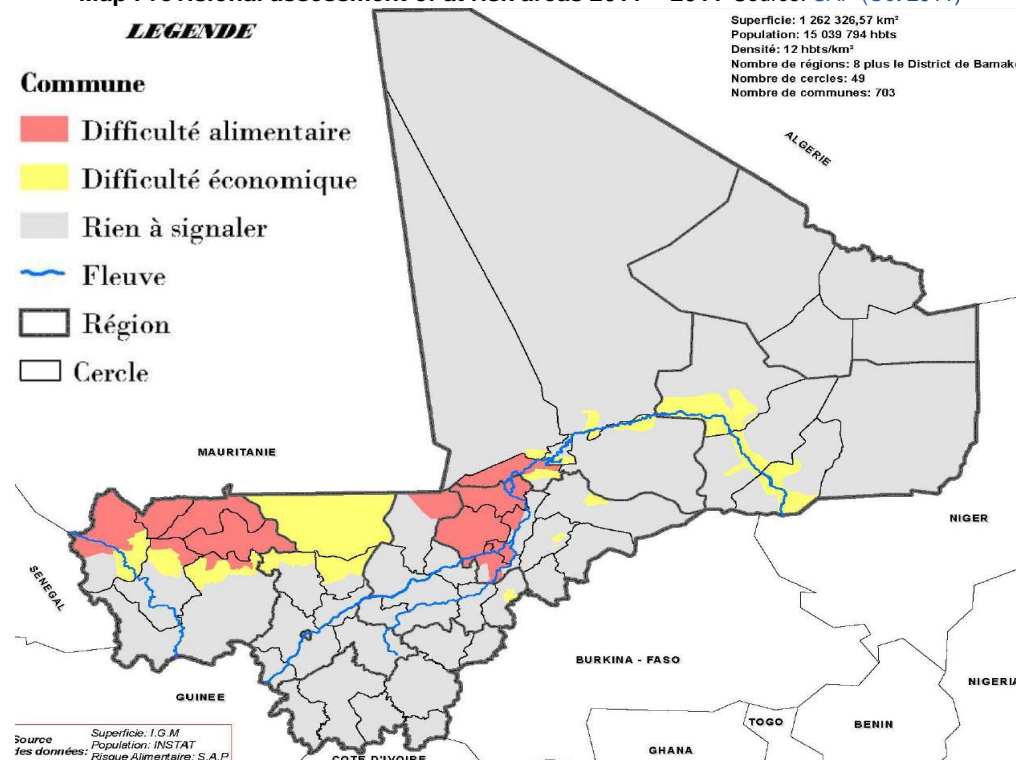 LEGENDE
Commune
Difficulté alimentaire
Difficulté économique
Rien à signaler
Fleuve
Région
Cercle
Superficie: 1 262 326,57 km²
Population: 15 039 794 hbts
Densité: 12 hbts/km²
Nombre de régions: 8 plus le District de Bamako
Nombre de cercles: 49
Nombre de communes: 703
ALGERIE
MAURITANIE
NIGER
SENEGAL
BURKINA - FASO
NIGERIA
GUINEE
TOGO
BENIN
GHANA
COTE D'IVOIRE
Source
des données:
Superficie: I.G.M
Population: INSTAT
Risque Alimentaire: S.A.P